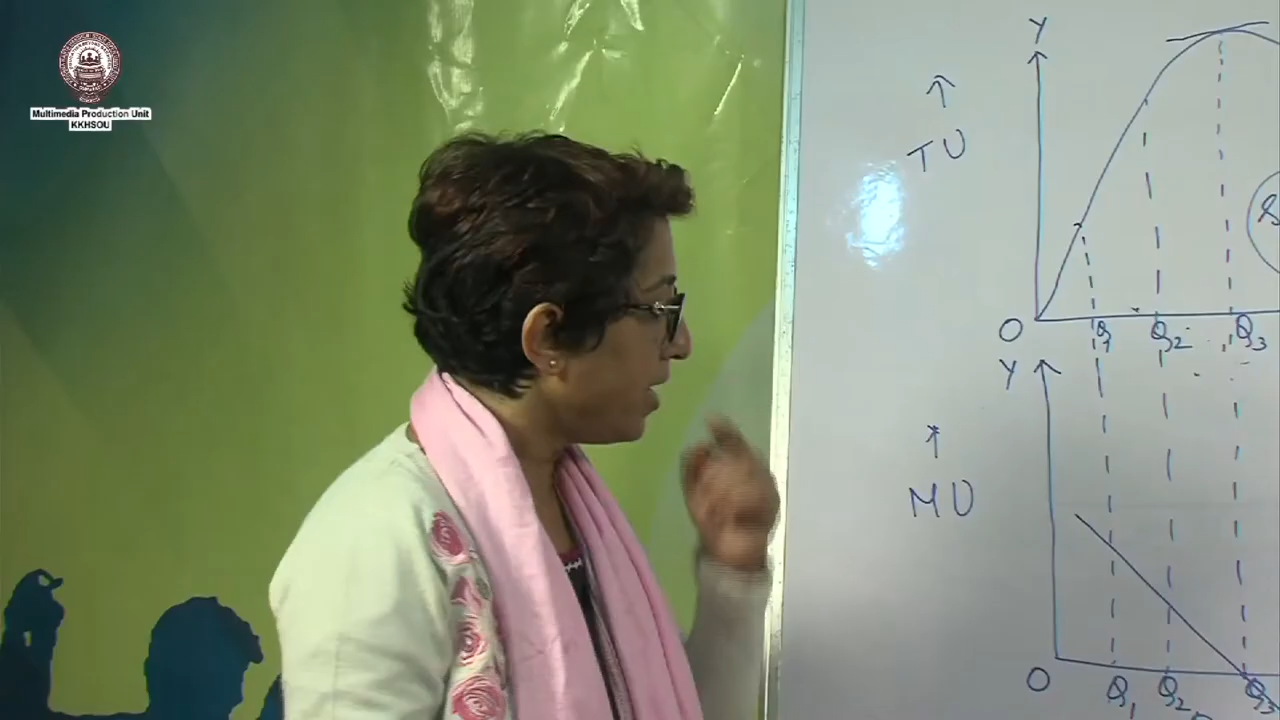 Multimedia Production Unit
KKHSOU
Y
TU
O Q1 Q2 Q3
Y
MU
O Q1 Q2 Q3